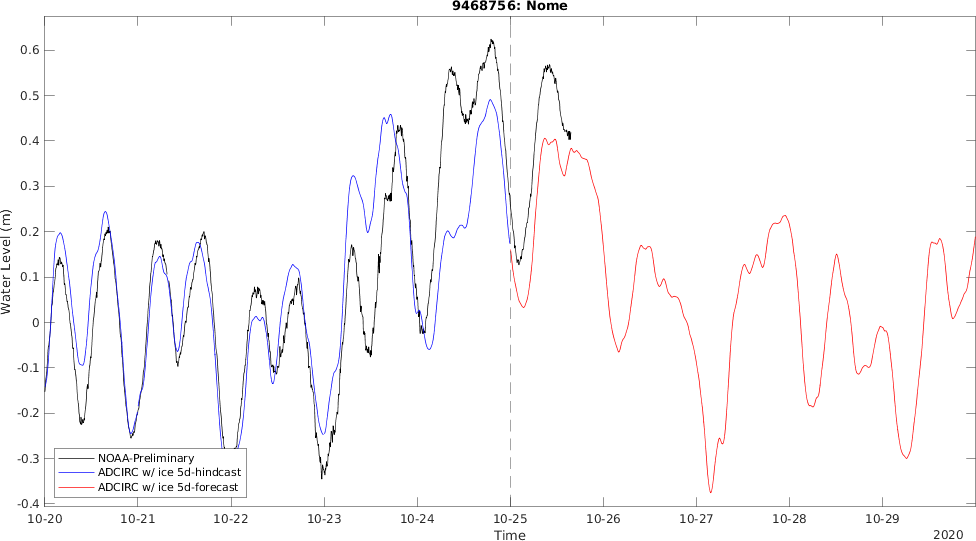 9468756: Nome
Water Level (m)
0.6
0.5
0.4
0.3
0.2
0.1
0
-0.1
-0.2
-0.3
-0.4
NOAA-Preliminary
ADCIRC w/ ice 5d-hindcast
ADCIRC w/ ice 5d-forecast
10-20 10-21 10-22 10-23 10-24 10-25 10-26 10-27 10-28 10-29
Time
2020